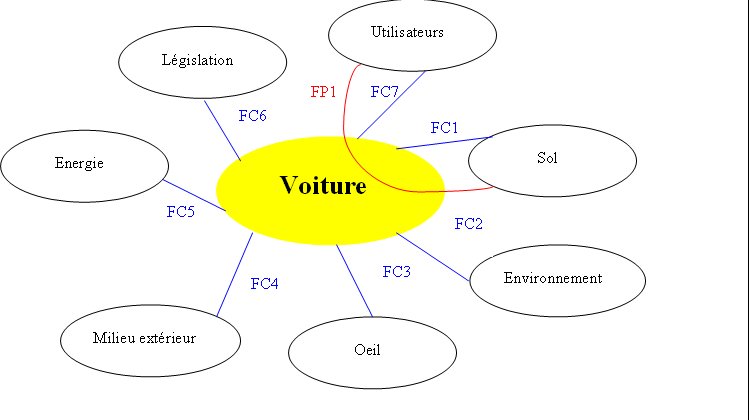 Utilisateurs
Législation
FP1
FC7
FC6
FC1
Energie
Sol
Voiture
FC5
FC2
FC4
FC3
Environnement
Milieu extérieur
Oeil